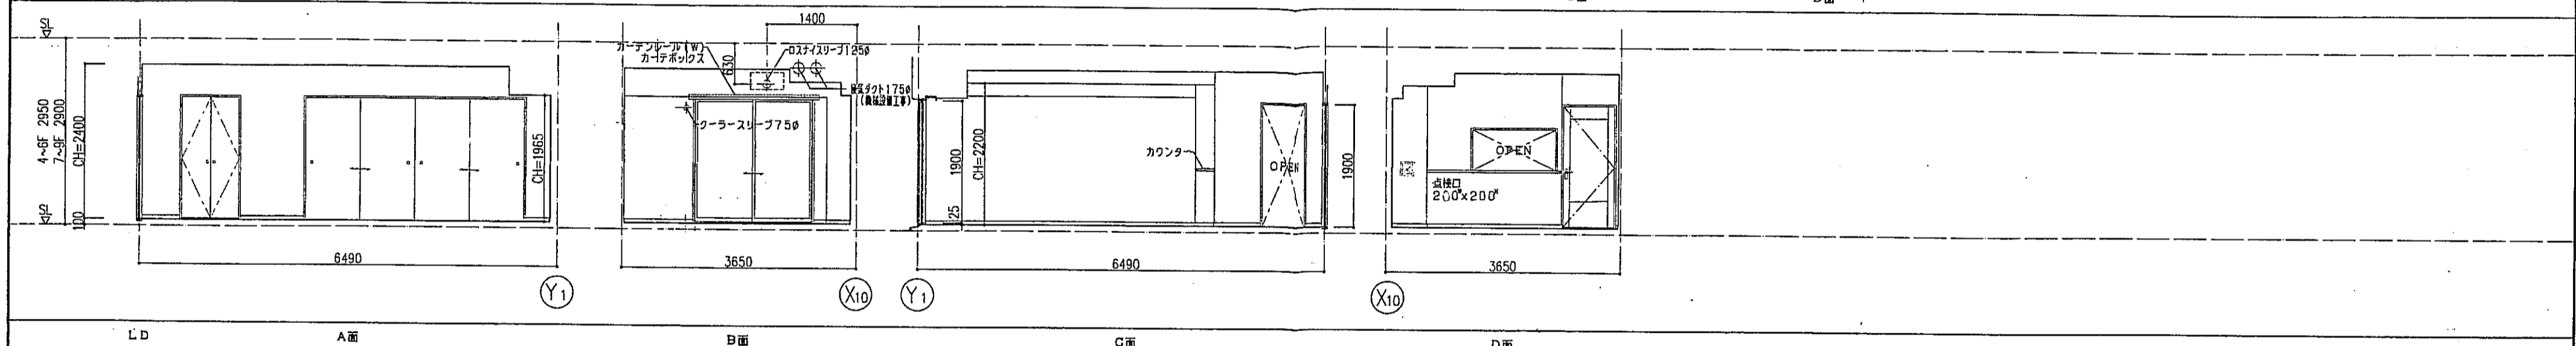 SL
4~6F 2950
7~9F 2900
CH=2400
SL
100
CH=1965
6490
Y1
1400
カーテンレール(W)
カーテボックス
630
ロスナイスリーブ125ø
排気ダクト175ø
(機械設備工事)
クーラースリーブ75ø
3650
X10
1900
CH=2200
25
カウンタ
OPEN
1900
6490
Y1
OPEN
点検口
200×200
3650
X10
LD
A面
B面
C面
D面